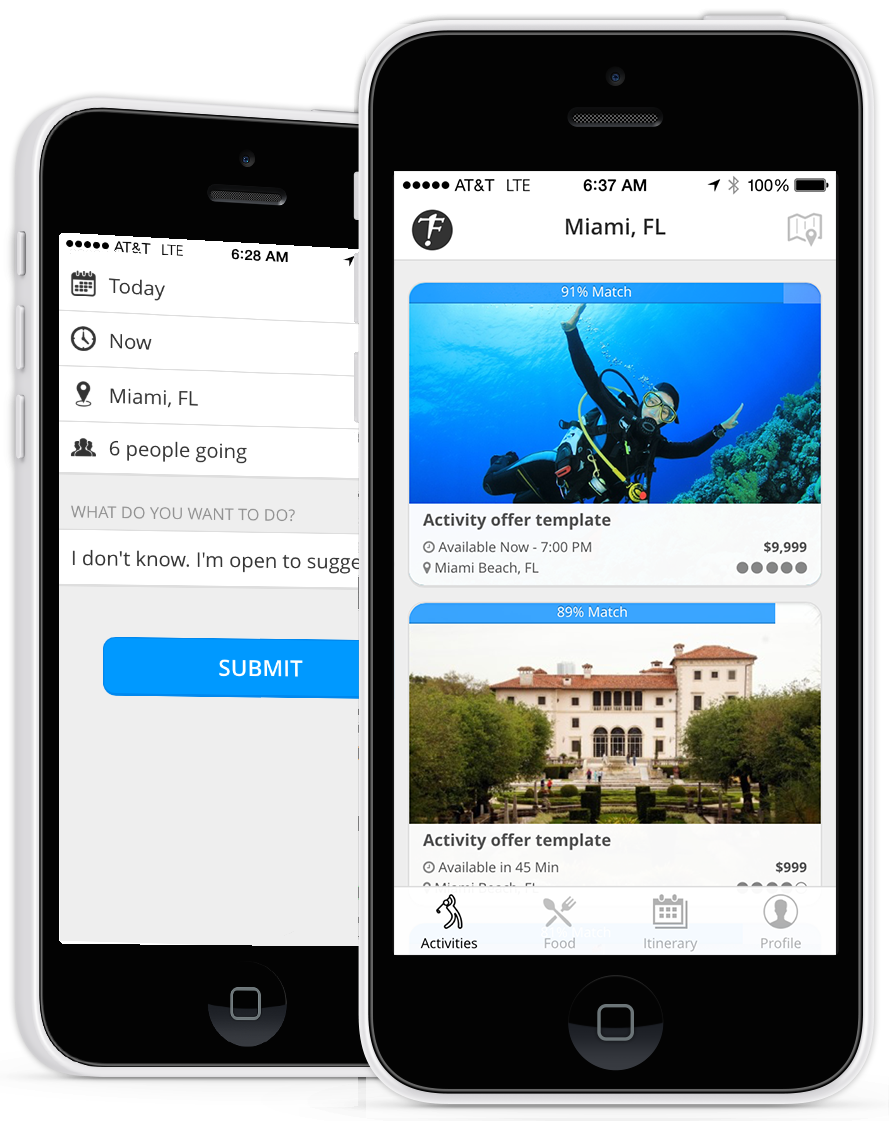 AT&T LTE 6:28 AM
Today
Now
Miami, FL
6 people going
WHAT DO YOU WANT TO DO?
I don't know. I'm open to sugge
SUBMIT
AT&T LTE 6:37 AM 100%
Miami, FL
91% Match
Activity offer template
Available Now - 7:00 PM $9,999
Miami Beach, FL
89% Match
Activity offer template
Available in 45 Min $999
Miami Beach, FL
Activities Food Itinerary Profile